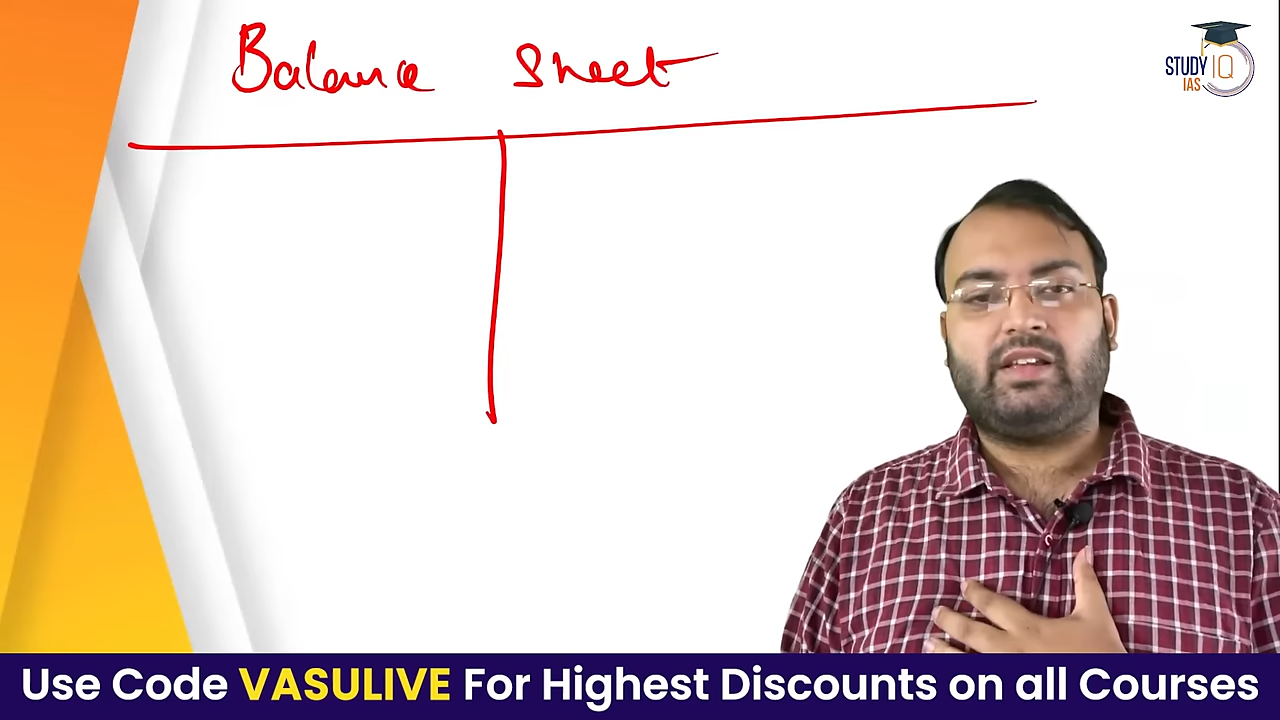 Balance Sheet
STUDY IQ
IAS
Use Code VASULIVE For Highest Discounts on all Courses